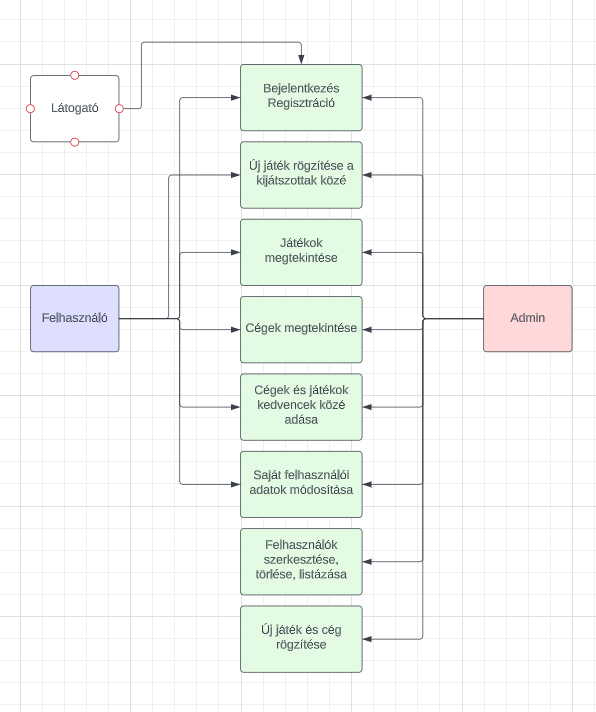 Látogató
Bejelentkezés
Regisztráció
Új játék rögzítése a
kijátszottak közé
Játékok
megtekintése
Felhasználó
Cégek megtekintése
Admin
Cégek és játékok
kedvencek közé
adása
Saját felhasználói
adatok módosítása
Felhasználók
szerkesztése,
törlése, listázása
Új játék és cég
rögzítése